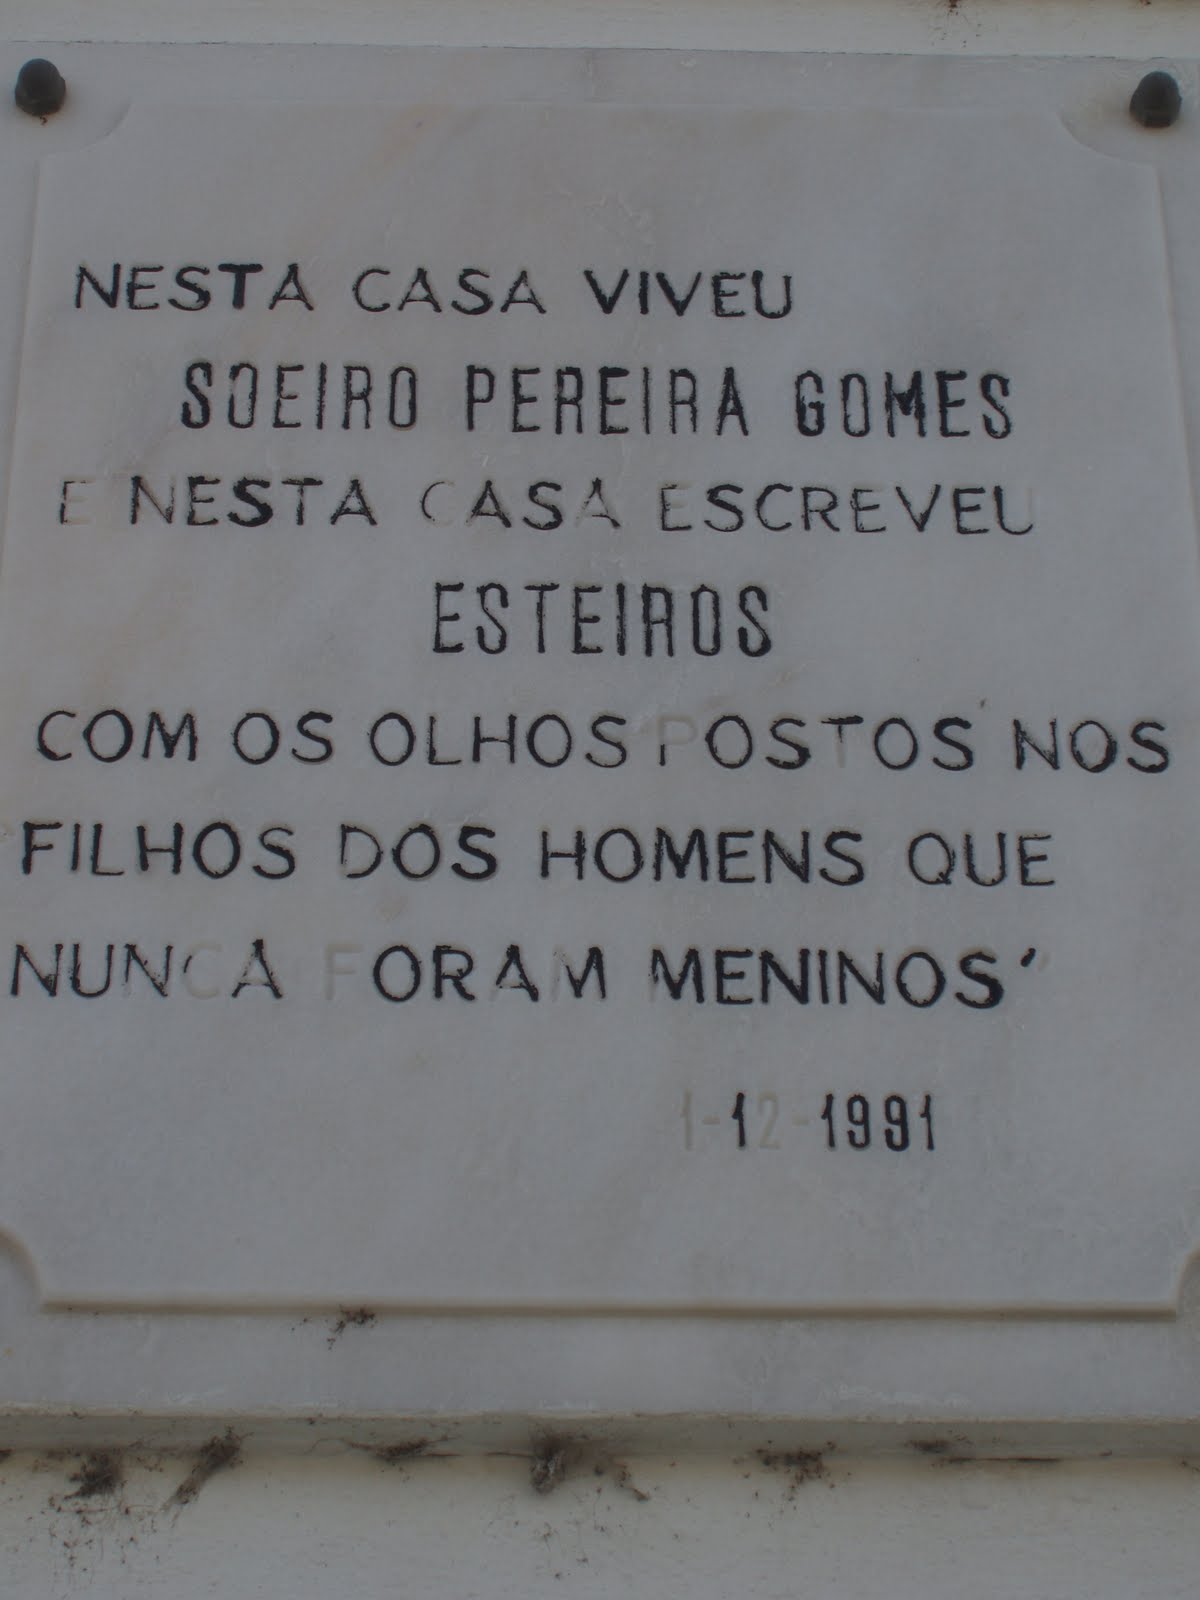 NESTA CASA VIVEU
SOEIRO PEREIRA GOMES
E NESTA CASA ESCREVEU
ESTEIROS
COM OS OLHOS POSTOS NOS
FILHOS DOS HOMENS QUE
NUNCA FORAM MENINOS"
1-12-1991